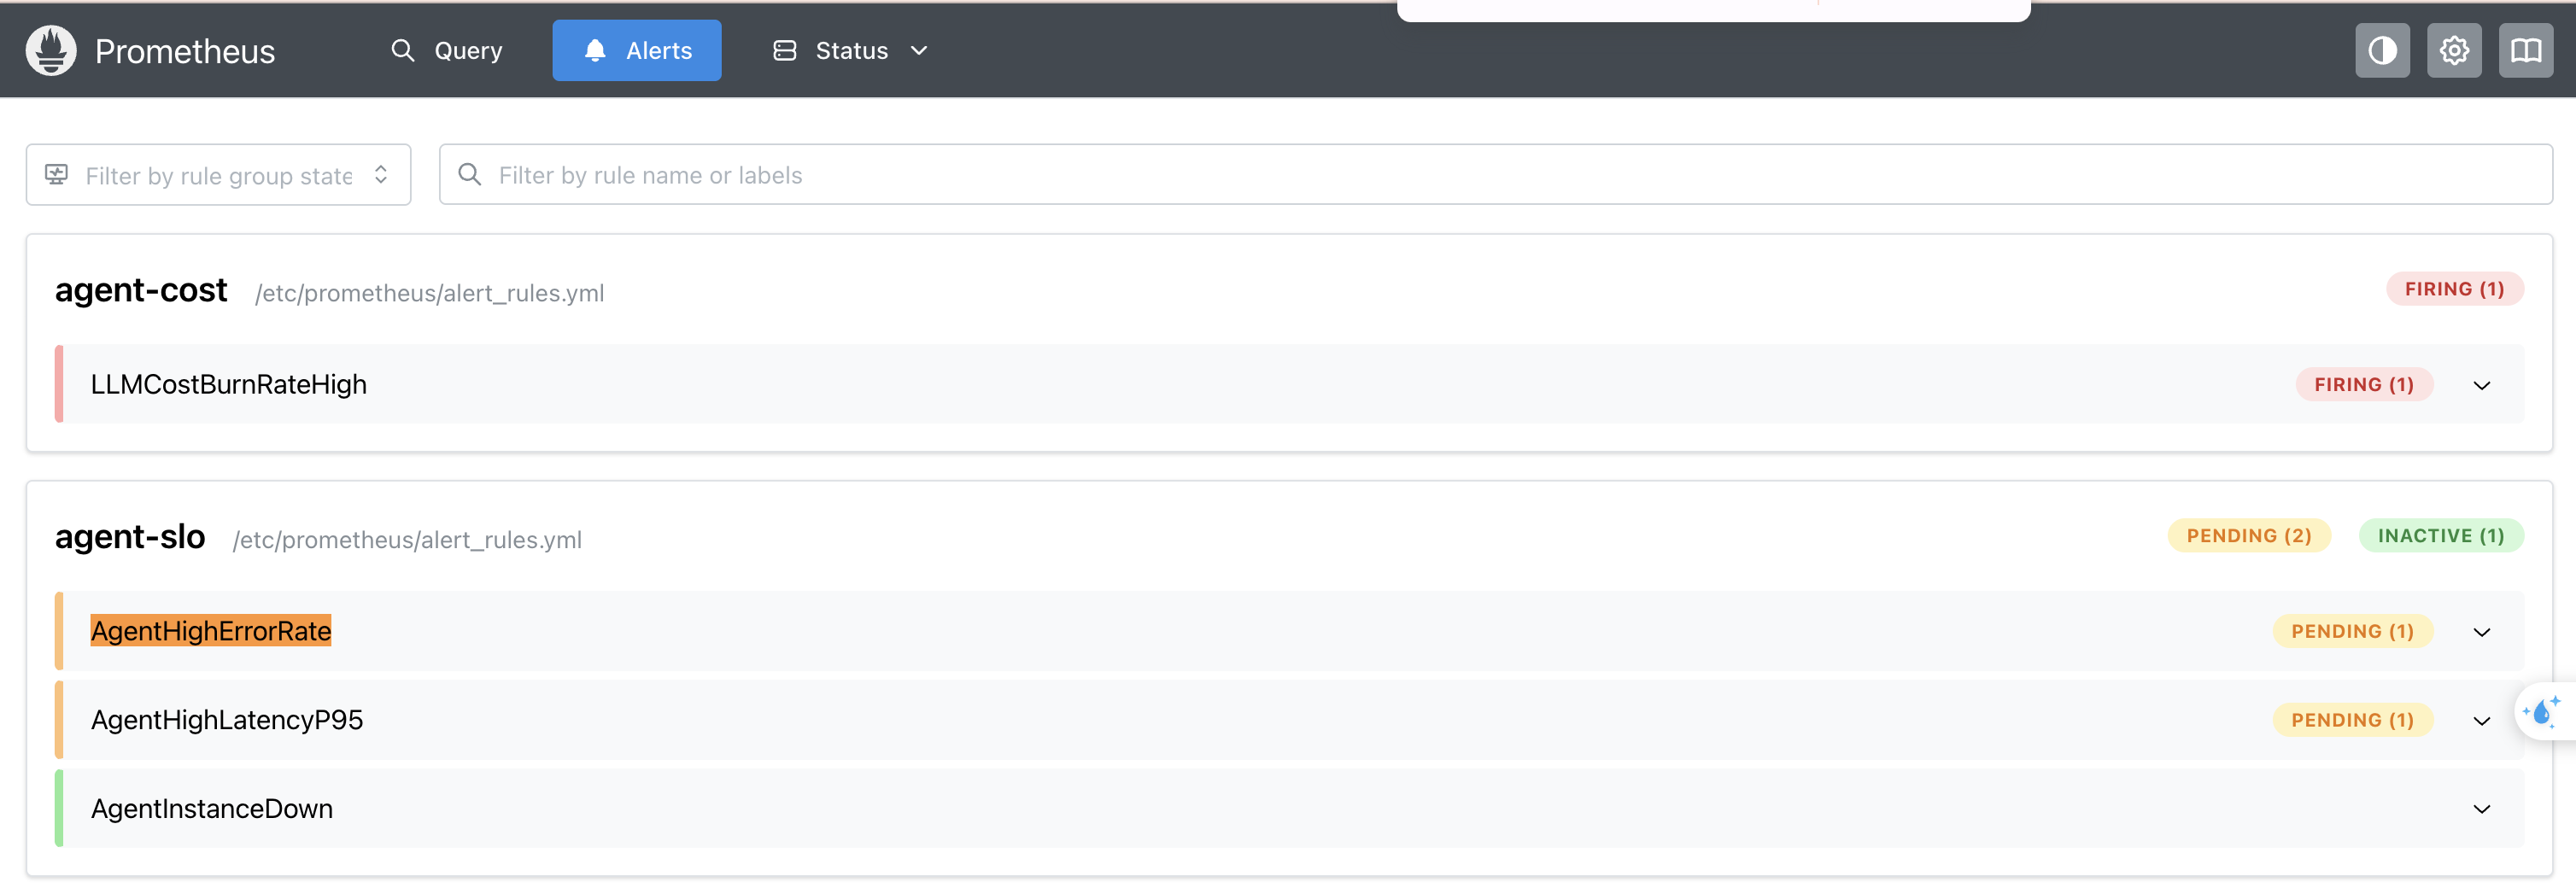 Prometheus Query Alerts Status
Filter by rule group state Filter by rule name or labels
agent-cost /etc/prometheus/alert_rules.yml FIRING (1)
LLMCostBurnRateHigh FIRING (1)
agent-slo /etc/prometheus/alert_rules.yml PENDING (2) INACTIVE (1)
AgentHighErrorRate PENDING (1)
AgentHighLatencyP95 PENDING (1)
AgentInstanceDown